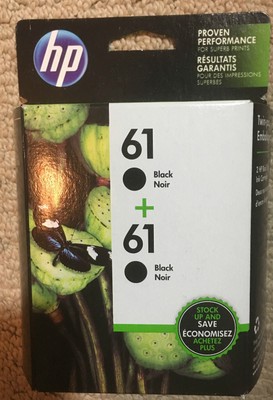 hp
PROVEN
PERFORMANCE
FOR SUPERB PRINTS
RÉSULTATS
GARANTIS
POUR DES IMPRESSIONS
SUPERBES
61
Black
Noir
+
61
Black
Noir
STOCK
UP AND
SAVE
ÉCONOMISEZ
ACHETEZ
PLUS